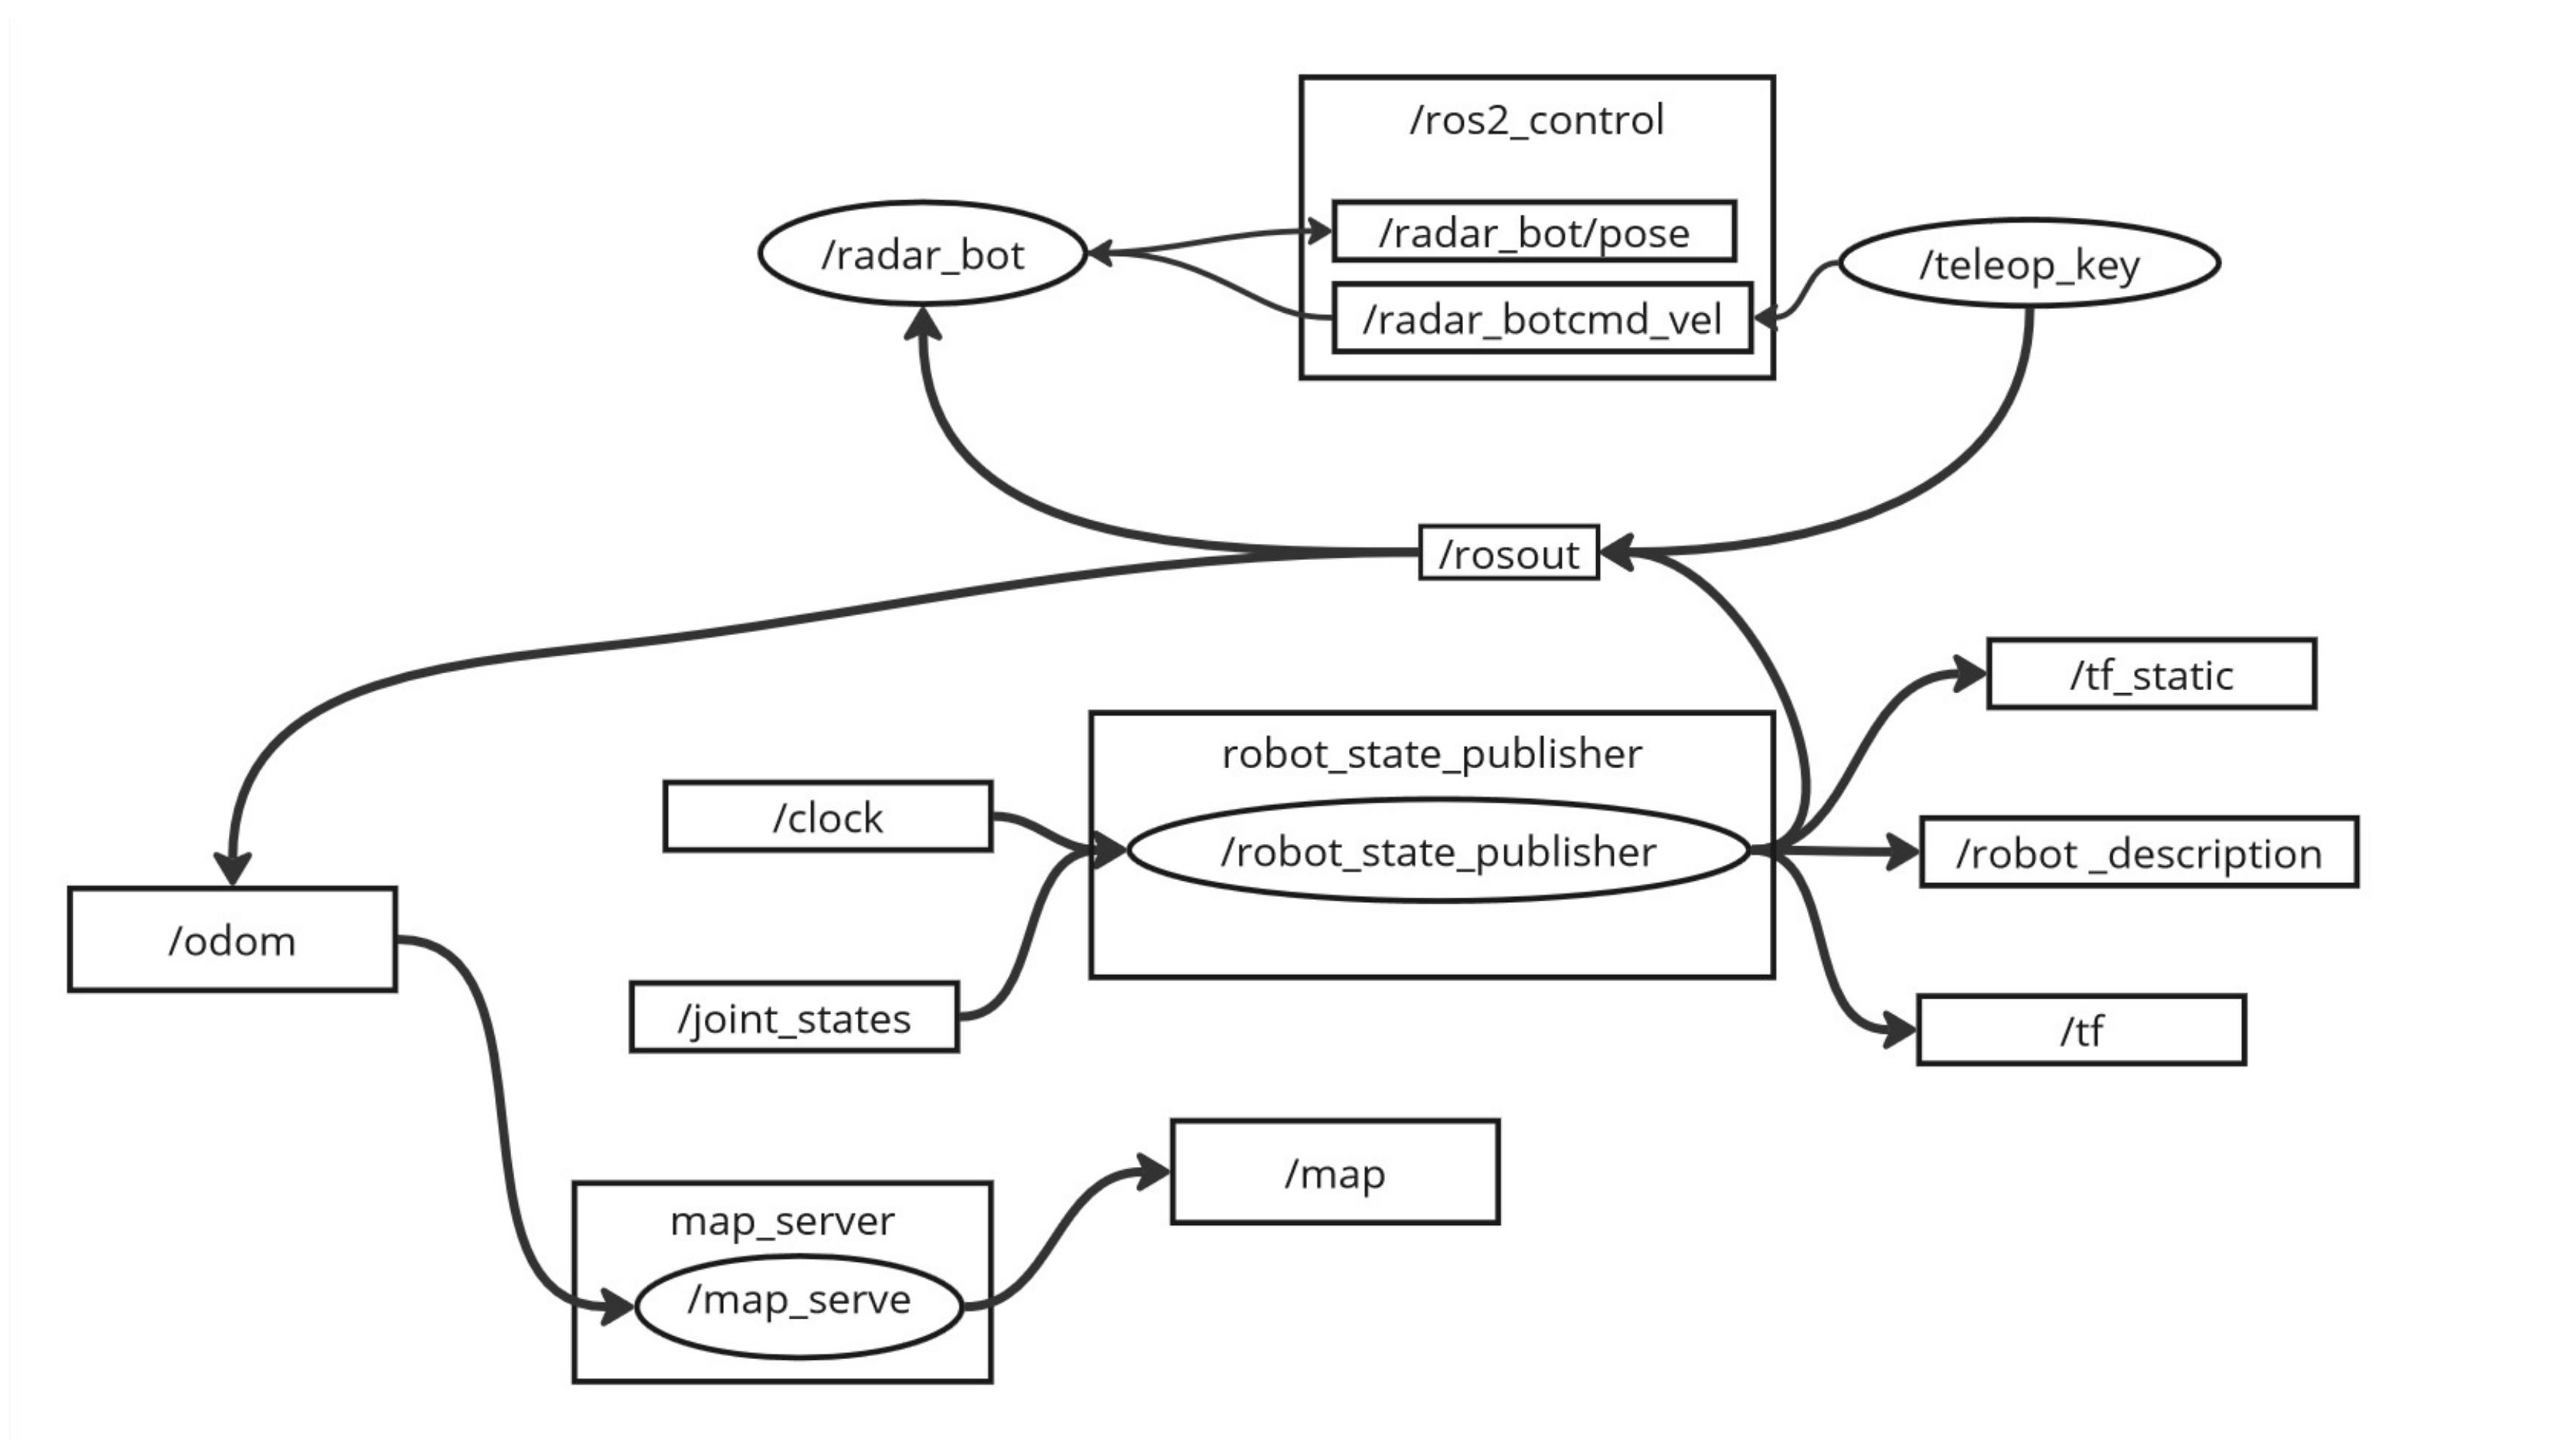 /ros2_control
/radar_bot
/radar_bot/pose
/teleop_key
/radar_botcmd_vel
/rosout
/tf_static
robot_state_publisher
/clock
/robot_state_publisher
/robot _description
/odom
/joint_states
/tf
/map
map_server
/map_serve